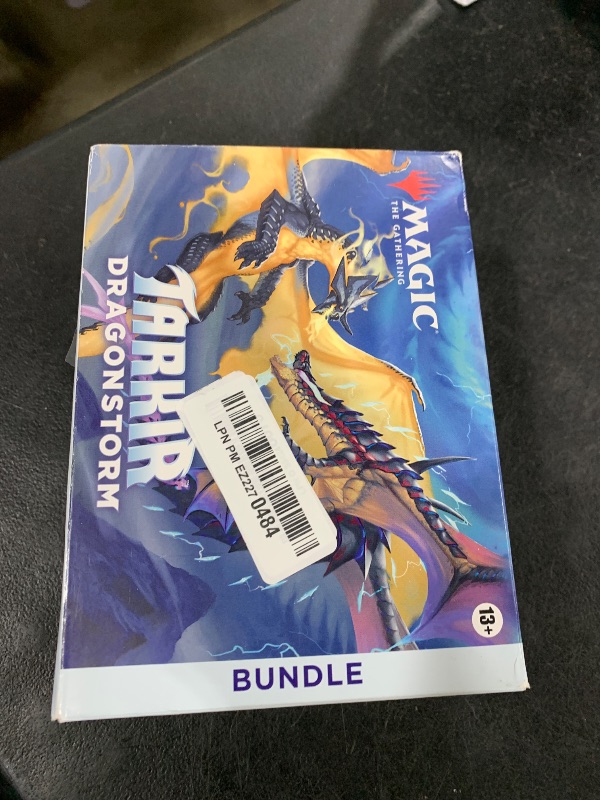 MAGIC
THE GATHERING
TARKIR
DRAGONSTORM
LPN PM EZ227 0484
13+
BUNDLE